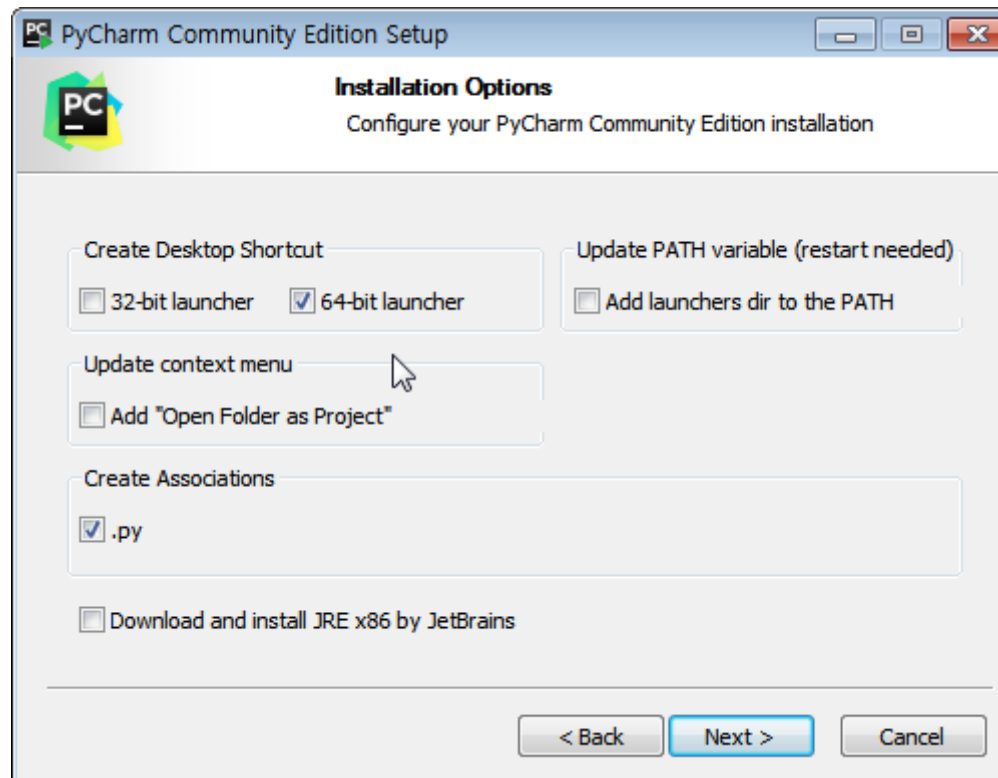 PyCharm Community Edition Setup
PC
Installation Options
Configure your PyCharm Community Edition installation
Create Desktop Shortcut
32-bit launcher
64-bit launcher
Update PATH variable (restart needed)
Add launchers dir to the PATH
Update context menu
Add "Open Folder as Project"
Create Associations
.py
Download and install JRE x86 by JetBrains
< Back
Next >
Cancel